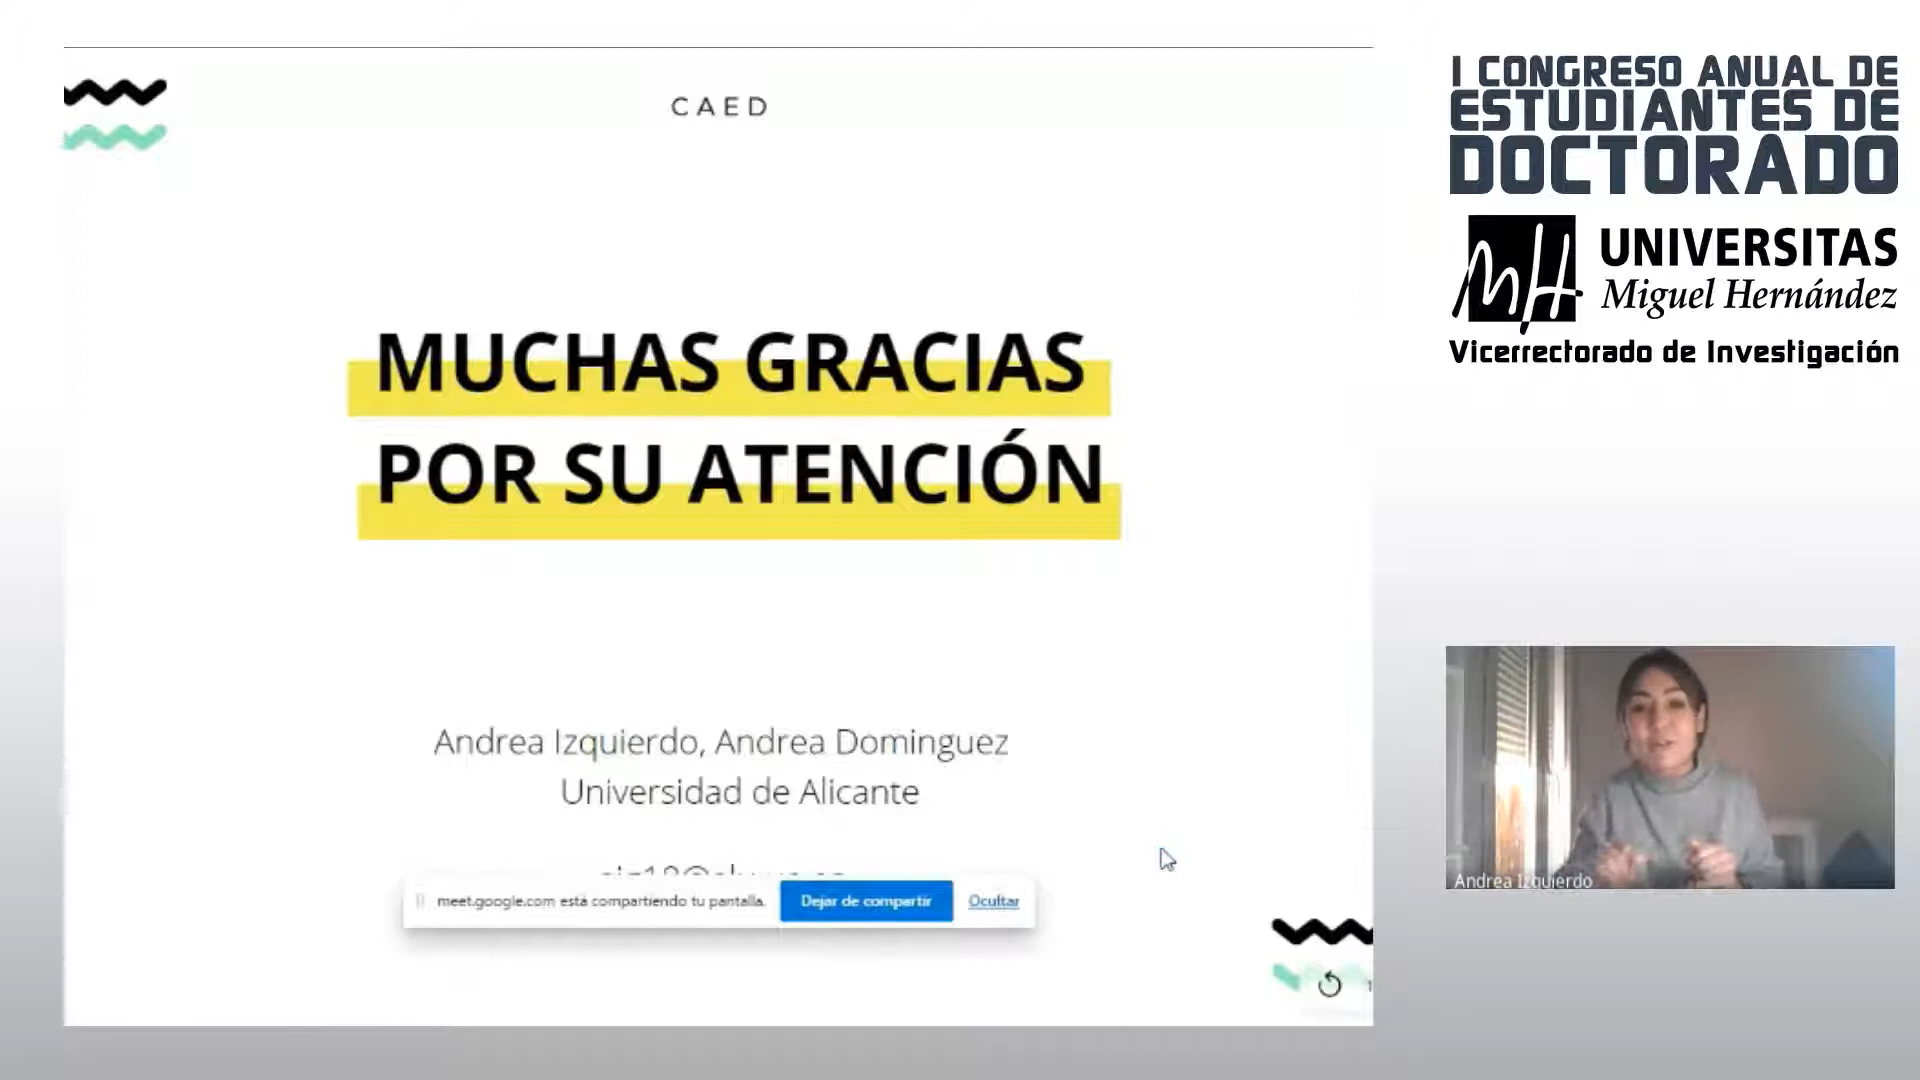 CAED
MUCHAS GRACIAS
POR SU ATENCIÓN
Andrea Izquierdo, Andrea Dominguez
Universidad de Alicante
meet.google.com está compartiendo tu pantalla.
Dejar de compartir
Ocultar
I CONGRESO ANUAL DE
ESTUDIANTES DE
DOCTORADO
UNIVERSITAS
Miguel Hernández
Vicerrectorado de Investigación
Andrea Izquierdo